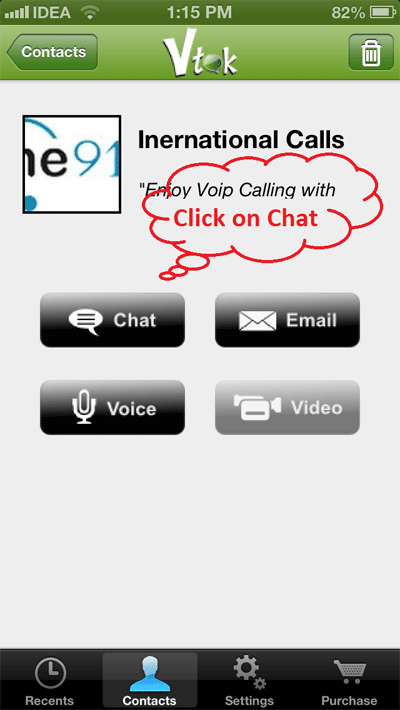 IDEA 1:15 PM 82%
Contacts
Vtok
ne91
Inernational Calls
"Enjoy Voip Calling with
Click on Chat
Chat Email
Voice Video
Recents Contacts Settings Purchase